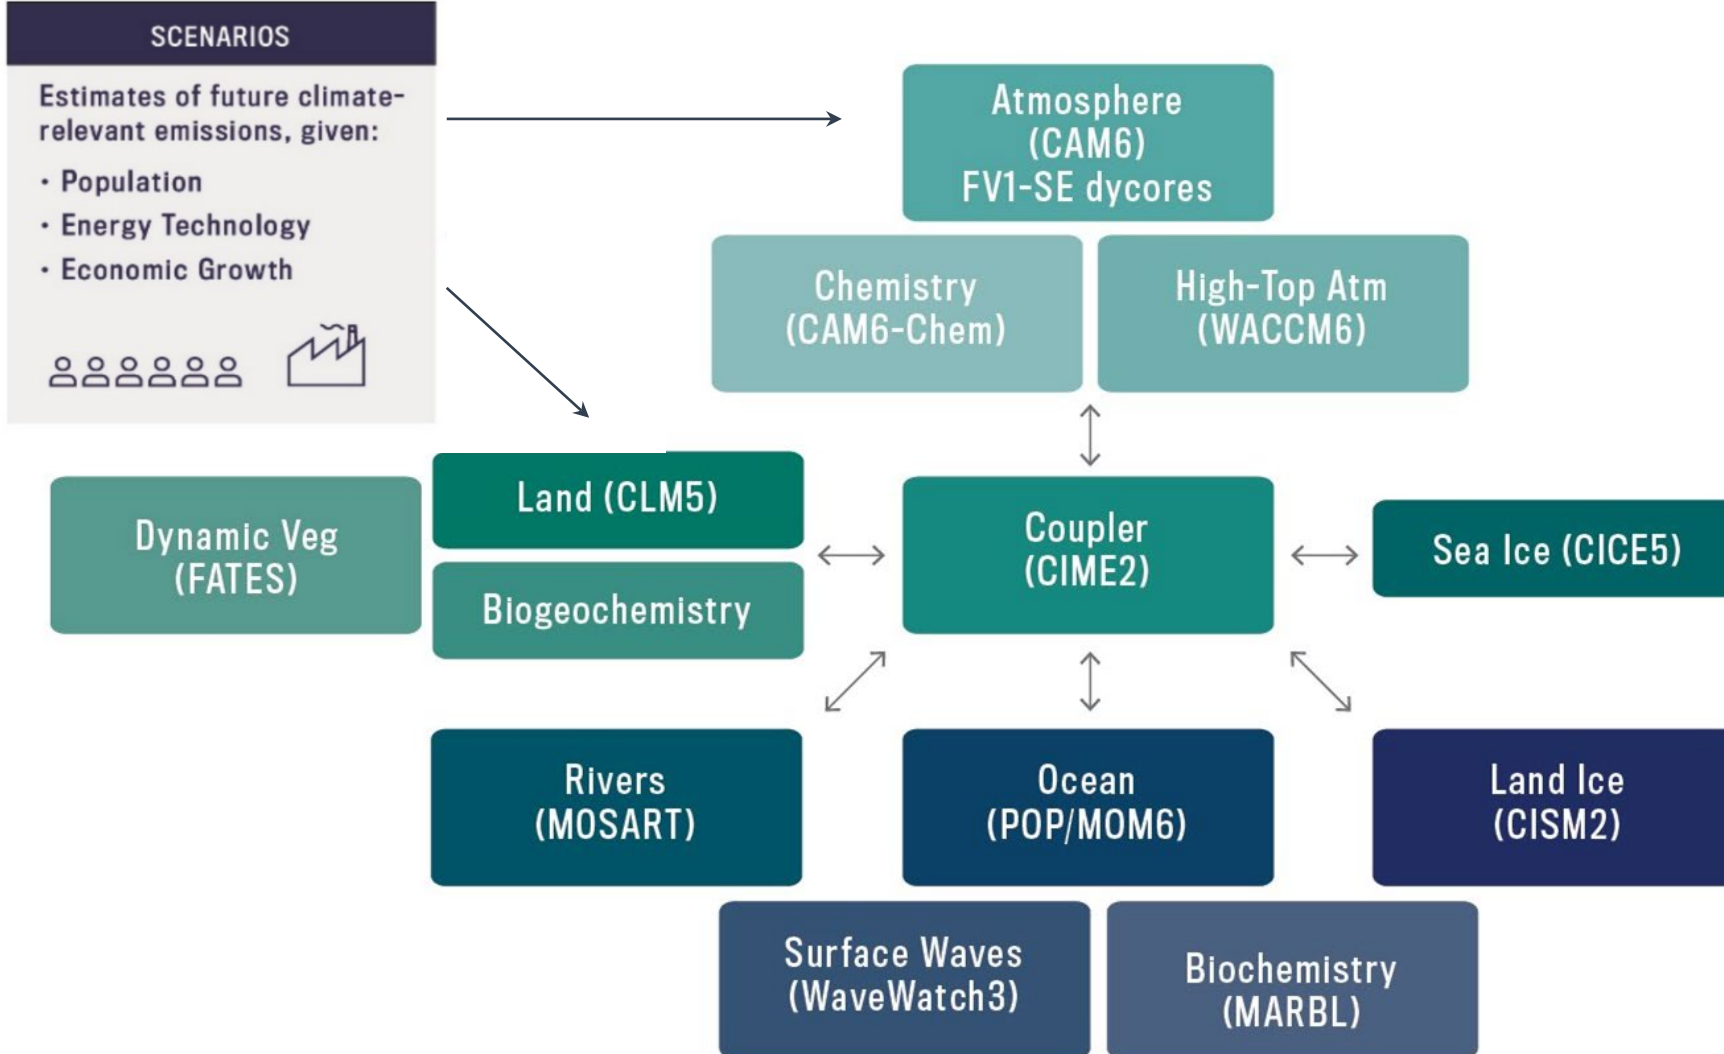 SCENARIOS
Estimates of future climate-
relevant emissions, given:
• Population
• Energy Technology
• Economic Growth
Atmosphere
(CAM6)
FV1-SE dycores
Chemistry
(CAM6-Chem)
High-Top Atm
(WACCM6)
Dynamic Veg
(FATES)
Land (CLM5)
Biogeochemistry
Coupler
(CIME2)
Sea Ice (CICE5)
Rivers
(MOSART)
Ocean
(POP/MOM6)
Land Ice
(CISM2)
Surface Waves
(WaveWatch3)
Biochemistry
(MARBL)